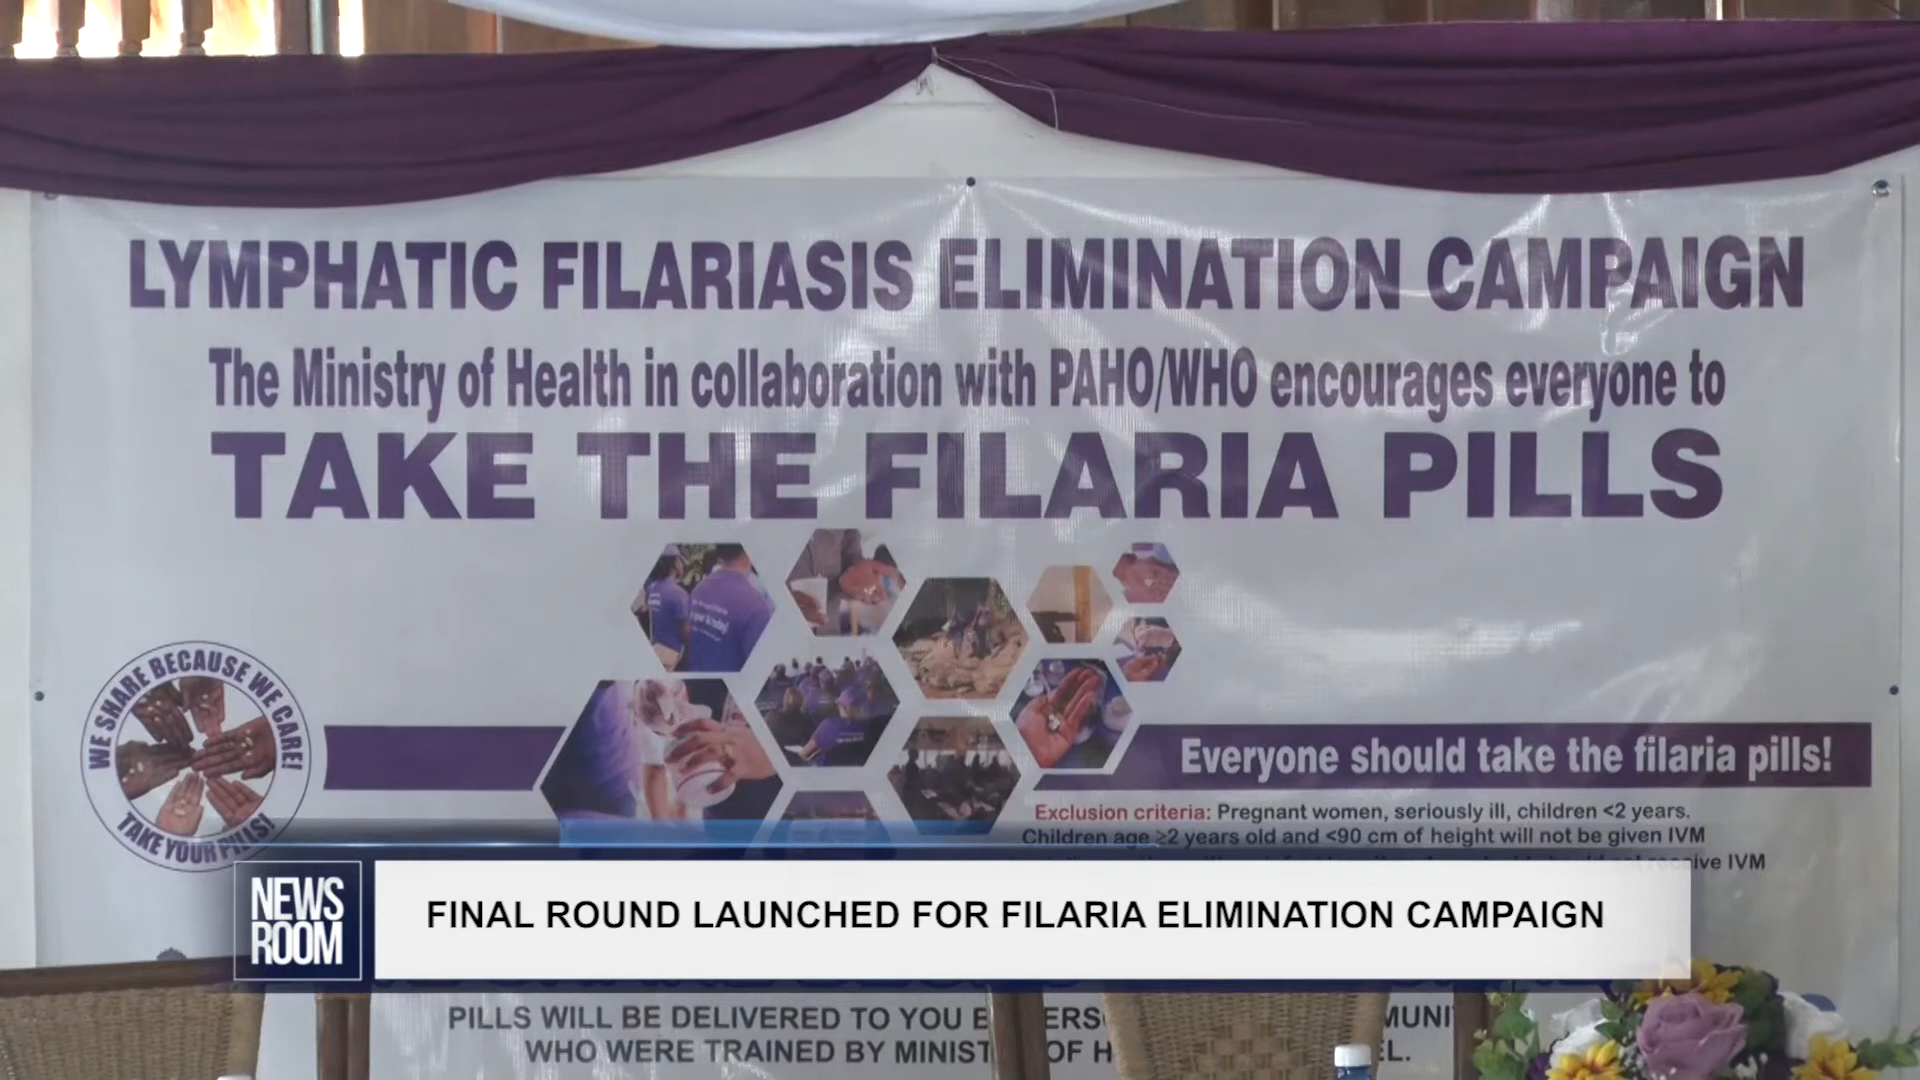 LYMPHATIC FILARIASIS ELIMINATION CAMPAIGN
The Ministry of Health in collaboration with PAHO/WHO encourages everyone to
TAKE THE FILARIA PILLS
WE SHARE BECAUSE WE CARE!
TAKE YOUR PILLS!
Everyone should take the filaria pills!
Exclusion criteria: Pregnant women, seriously ill, children <2 years.
Children age ≥2 years old and <90 cm of height will not be given IVM
receive IVM
NEWS
ROOM
FINAL ROUND LAUNCHED FOR FILARIA ELIMINATION CAMPAIGN
PILLS WILL BE DELIVERED TO YOU
WHO WERE TRAINED BY OF